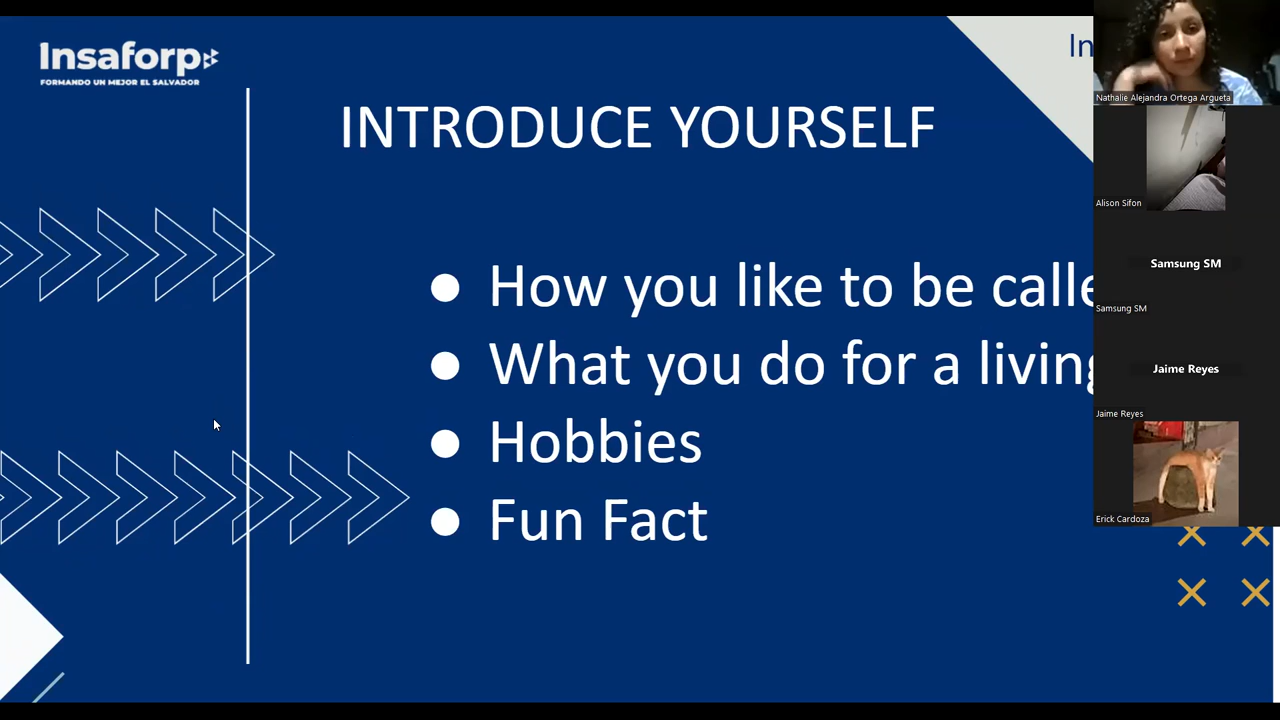 Insaforp
FORMANDO UN MEJOR EL SALVADOR
In
INTRODUCE YOURSELF
● How you like to be calle
● What you do for a living
● Hobbies
● Fun Fact
Nathalie Alejandra Ortega Argueta
Alison Sifon
Samsung SM
Samsung SM
Jaime Reyes
Jaime Reyes
Erick Cardoza